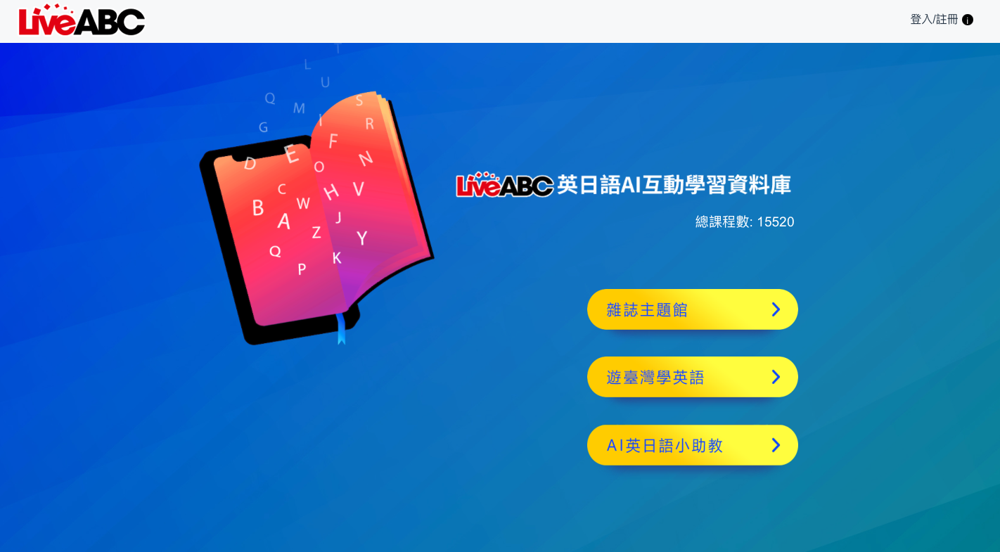 LiveABC
登入/註冊 i
T
L
U
Q
M
S
G
I
R
D
E
F
N
O
C
W
H
V
B
A
J
Z
Y
Q
P
K
LiveABC 英日語AI互動學習資料庫
總課程數: 15520
雜誌主題館
遊臺灣學英語
AI英日語小助教